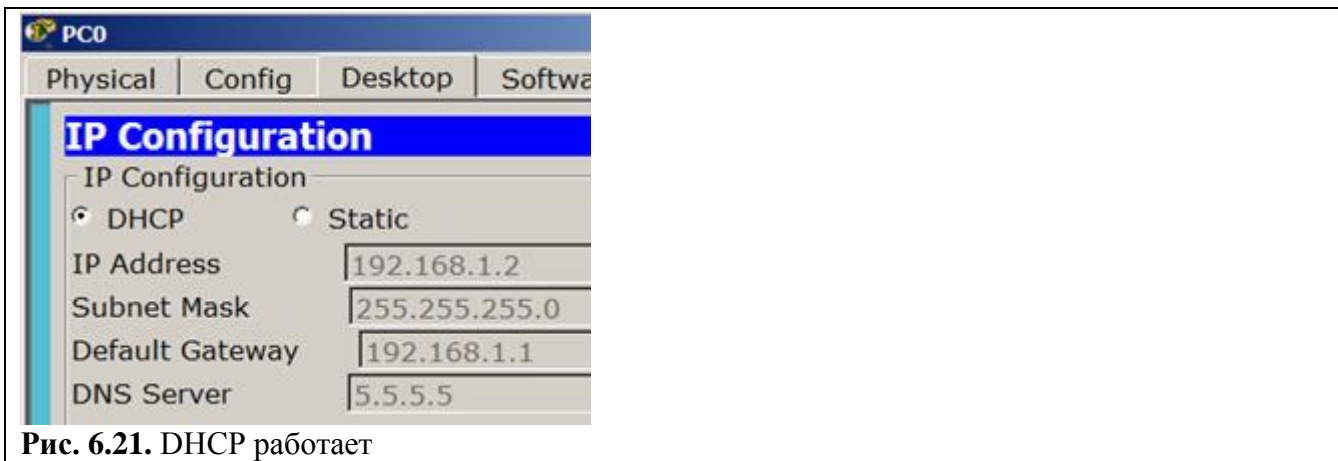 PC0
Physical Config Desktop Softwa
IP Configuration
IP Configuration
DHCP Static
IP Address 192.168.1.2
Subnet Mask 255.255.255.0
Default Gateway 192.168.1.1
DNS Server 5.5.5.5
Рис. 6.21. DHCP работает